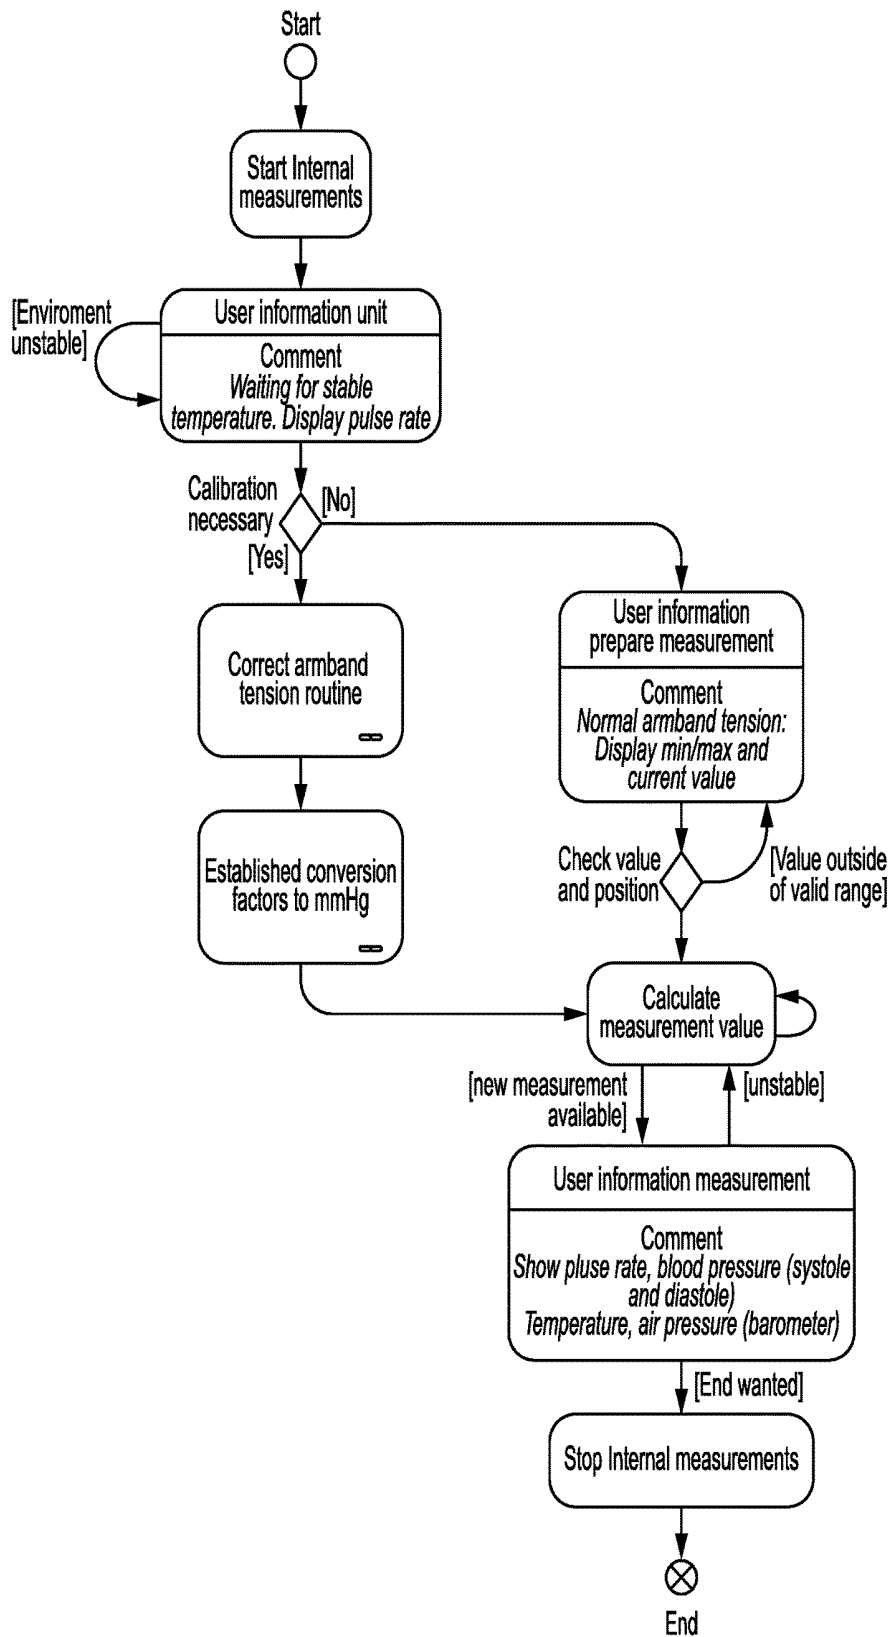 Start
Start Internal
measurements
[Enviroment
unstable]
User information unit
Comment
Waiting for stable
temperature. Display pulse rate
Calibration
necessary
[No]
[Yes]
Correct armband
tension routine
User information
prepare measurement
Comment
Normal armband tension:
Display min/max and
current value
Established conversion
factors to mmHg
Check value
and position
[Value outside
of valid range]
Calculate
measurement value
[new measurement
available]
[unstable]
User information measurement
Comment
Show pluse rate, blood pressure (systole
and diastole)
Temperature, air pressure (barometer)
[End wanted]
Stop Internal measurements
End